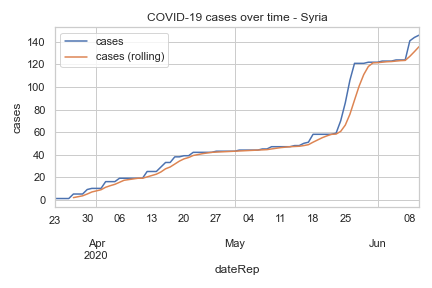 COVID-19 cases over time - Syria
cases
cases (rolling)
140
120
100
80
60
40
20
0
cases
23 30 06 13 20 27 04 11 18 25 08
Apr May Jun
2020
dateRep